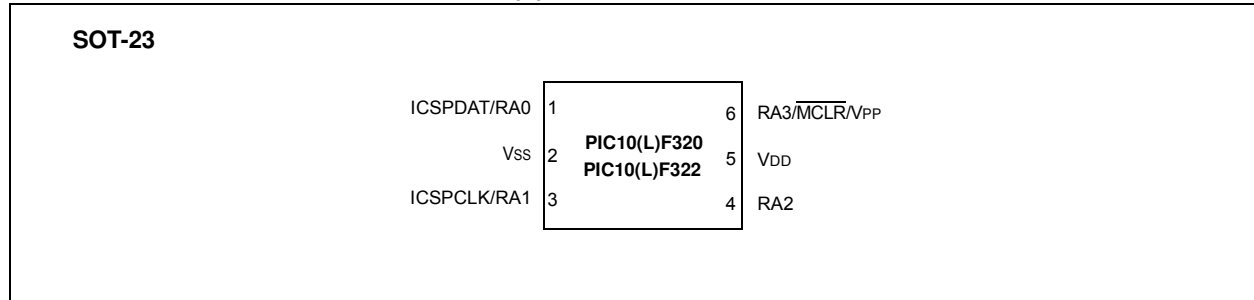 SOT-23
ICSPDAT/RA0 1
Vss 2
ICSPCLK/RA1 3
PIC10(L)F320
PIC10(L)F322
6 RA3/MCLR/VPP
5 VDD
4 RA2